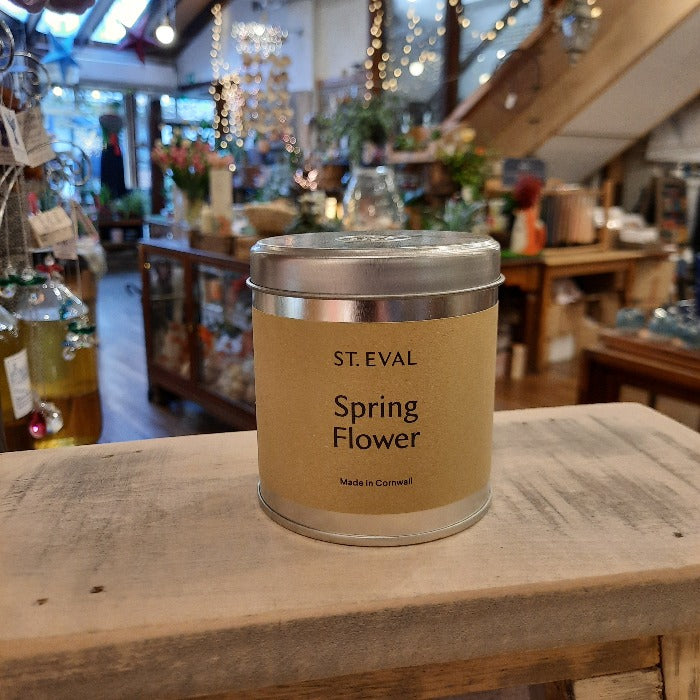 ST. EVAL
Spring
Flower
Made in Cornwall